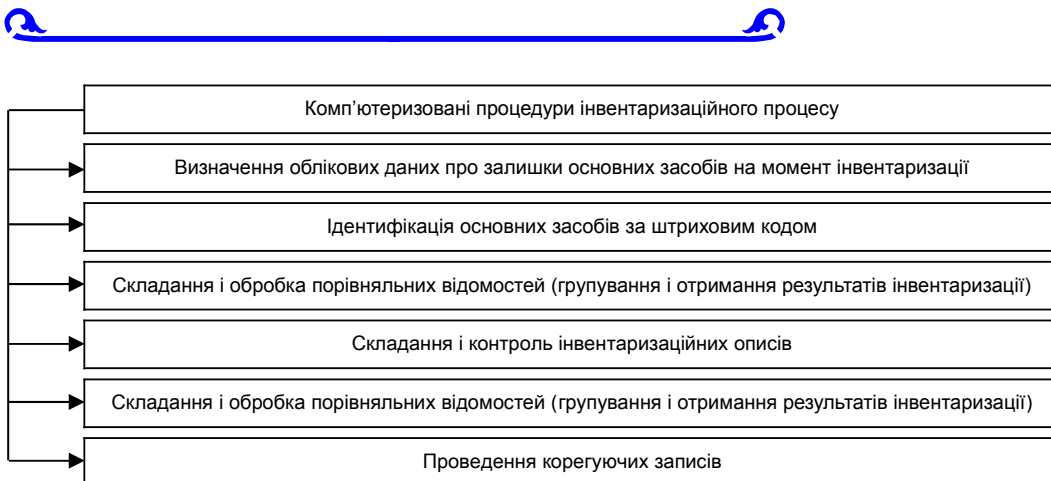 Комп’ютеризовані процедури інвентаризаційного процесу
Визначення облікових даних про залишки основних засобів на момент інвентаризації
Ідентифікація основних засобів за штриховим кодом
Складання і обробка порівняльних відомостей (групування і отримання результатів інвентаризації)
Складання і контроль інвентаризаційних описів
Складання і обробка порівняльних відомостей (групування і отримання результатів інвентаризації)
Проведення корегуючих записів